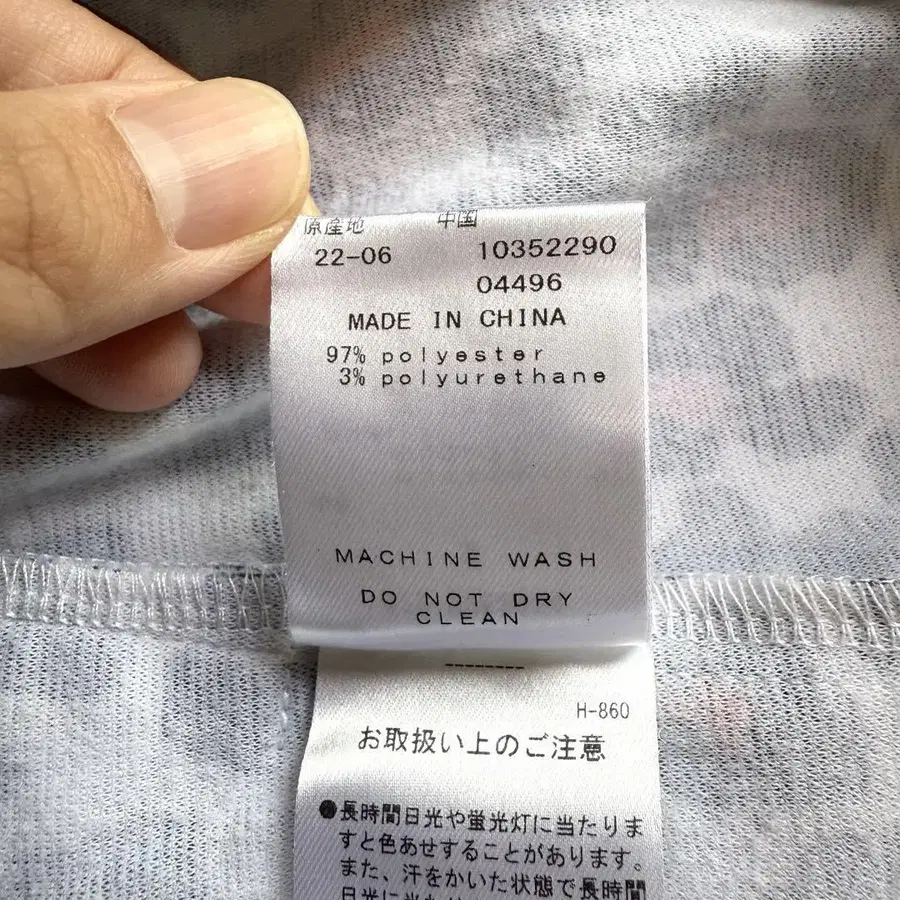 原産地 中国
22-06 10352290
04496
MADE IN CHINA
97% polyester
3% polyurethane
MACHINE WASH
DO NOT DRY
CLEAN
--------
H-860
お取扱い上のご注意
●長時間日光や蛍光灯に当たりま
すと色あせすることがあります。
また、汗をかいた状態で長時間